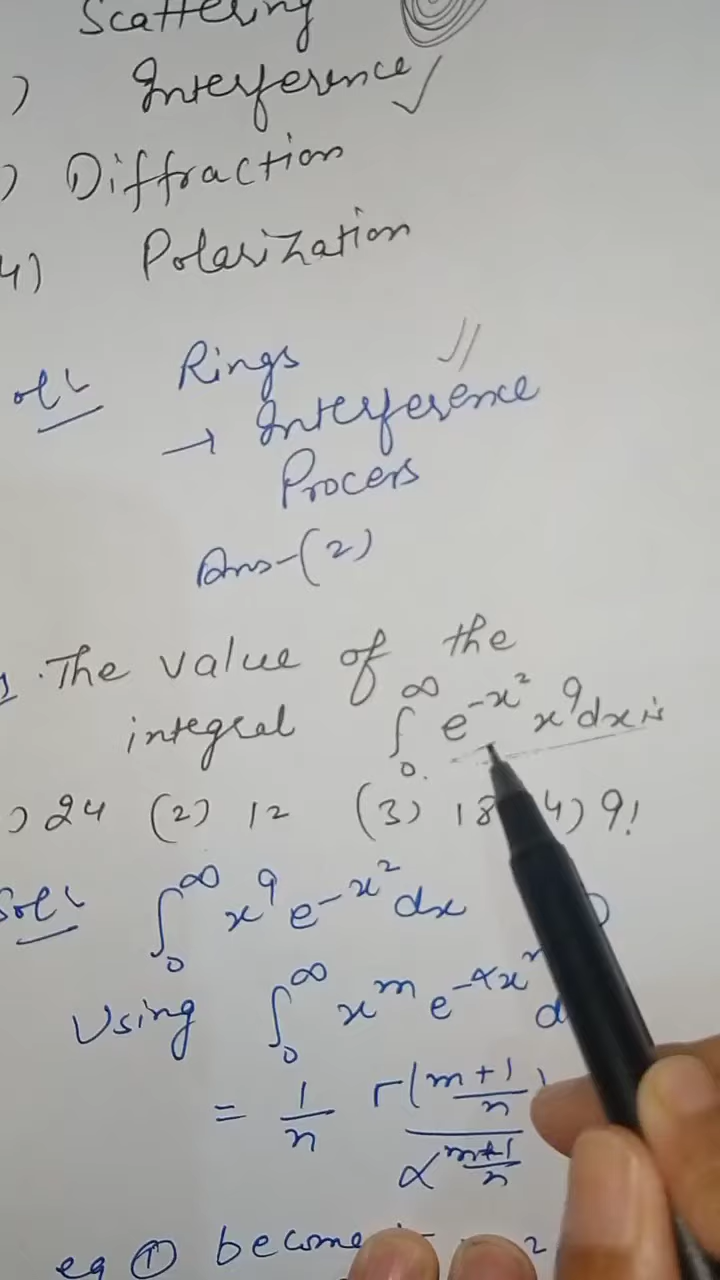 Scattering
) Interference ✓
) Diffraction
4) Polarization
Rings
→ Interference
Process
Ans-(2)
. The value of the
integral ∫₀^∞ e^{-x²} x⁹ dx is
) 24 (2) 12 (3) 18 4) 9!
Sol: ∫₀^∞ x⁹ e^{-x²} dx
Using ∫₀^∞ x^m e^{-αx^n} d
= 1/n Γ(m+1/n) / α^{m+1/n}
eq ① become